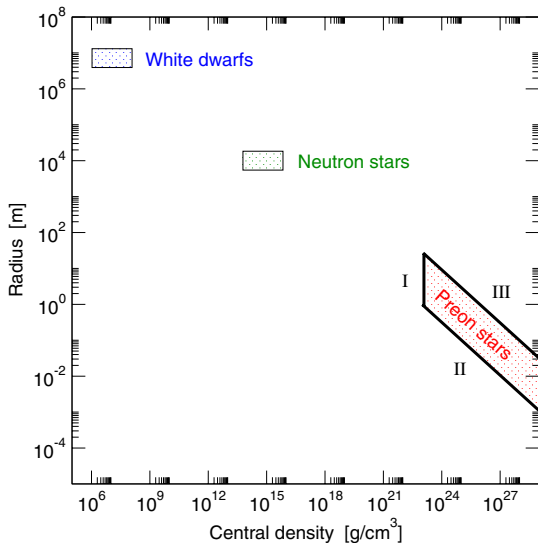 10^8
White dwarfs
10^6
Neutron stars
10^4
10^2
Radius [m]
I
III
10^0
Preon stars
II
10^-2
10^-4
10^6 10^9 10^12 10^15 10^18 10^21 10^24 10^27
Central density [g/cm^3]